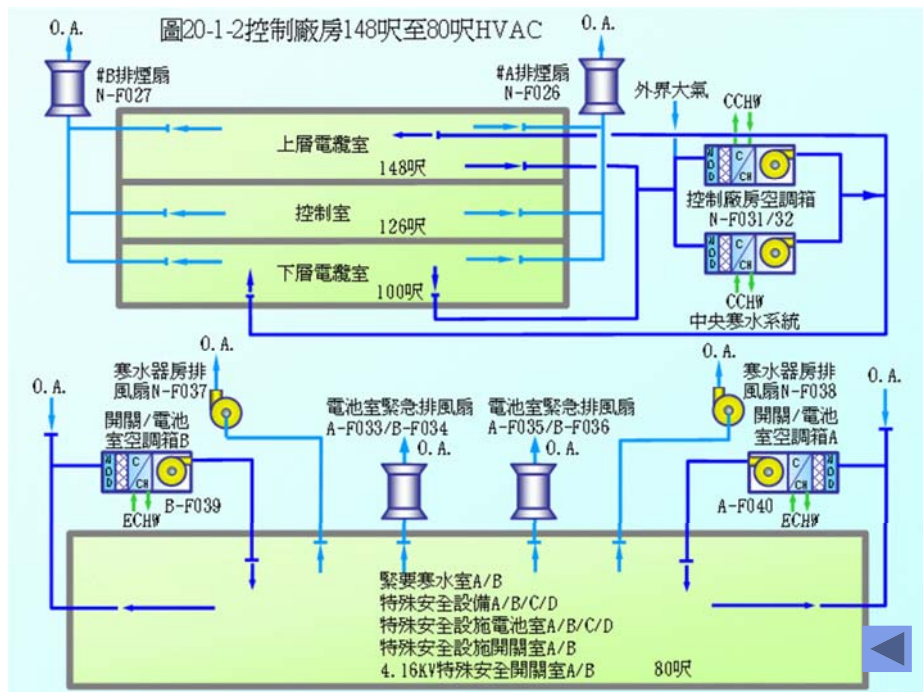 圖20-1-2控制廠房148呎至80呎HVAC
O.A.
O.A.
#B排煙扇
N-F027
#A排煙扇
N-F026
外界大氣
CCHW
上層電纜室
148呎
控制室
126呎
下層電纜室
100呎
M
O
D
C
CH
控制廠房空調箱
N-F031/32
M
O
D
C
CH
CCHW
中央寒水系統
O.A.
O.A.
寒水器房排
風扇N-F037
O.A.
開關/電池
室空調箱B
M
O
D
C
CH
B-F039
ECHW
電池室緊急排風扇
A-F033/B-F034
O.A.
電池室緊急排風扇
A-F035/B-F036
O.A.
寒水器房排
風扇N-F038
O.A.
開關/電池
室空調箱A
C
CH
M
O
D
A-F040
ECHW
緊要寒水室A/B
特殊安全設備A/B/C/D
特殊安全設施電池室A/B/C/D
特殊安全設施開關室A/B
4.16KV特殊安全開關室A/B
80呎